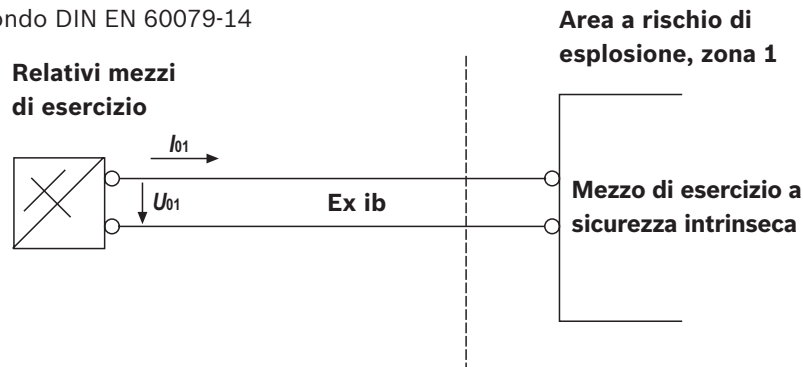 ondo DIN EN 60079-14
Area a rischio di
esplosione, zona 1
Relativi mezzi
di esercizio
I01
U01
Ex ib
Mezzo di esercizio a
sicurezza intrinseca